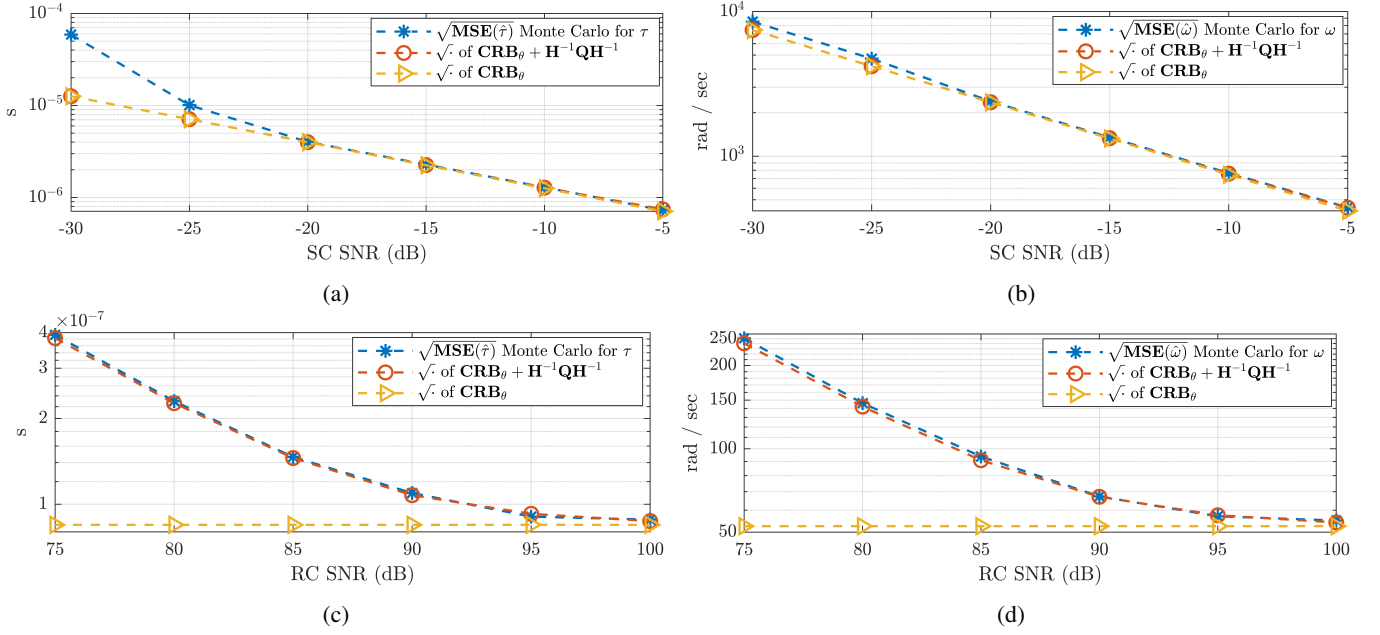 10⁻⁴
10⁻⁵
10⁻⁶
s
√MSE(τ̂) Monte Carlo for τ
√· of CRB_θ + H⁻¹QH⁻¹
√· of CRB_θ
-30 -25 -20 -15 -10 -5
SC SNR (dB)
(a)
10⁴
10³
rad / sec
√MSE(ω̂) Monte Carlo for ω
√· of CRB_θ + H⁻¹QH⁻¹
√· of CRB_θ
-30 -25 -20 -15 -10 -5
SC SNR (dB)
(b)
×10⁻⁷
4
3
2
1
s
√MSE(τ̂) Monte Carlo for τ
√· of CRB_θ + H⁻¹QH⁻¹
√· of CRB_θ
75 80 85 90 95 100
RC SNR (dB)
(c)
250
200
150
100
50
rad / sec
√MSE(ω̂) Monte Carlo for ω
√· of CRB_θ + H⁻¹QH⁻¹
√· of CRB_θ
75 80 85 90 95 100
RC SNR (dB)
(d)